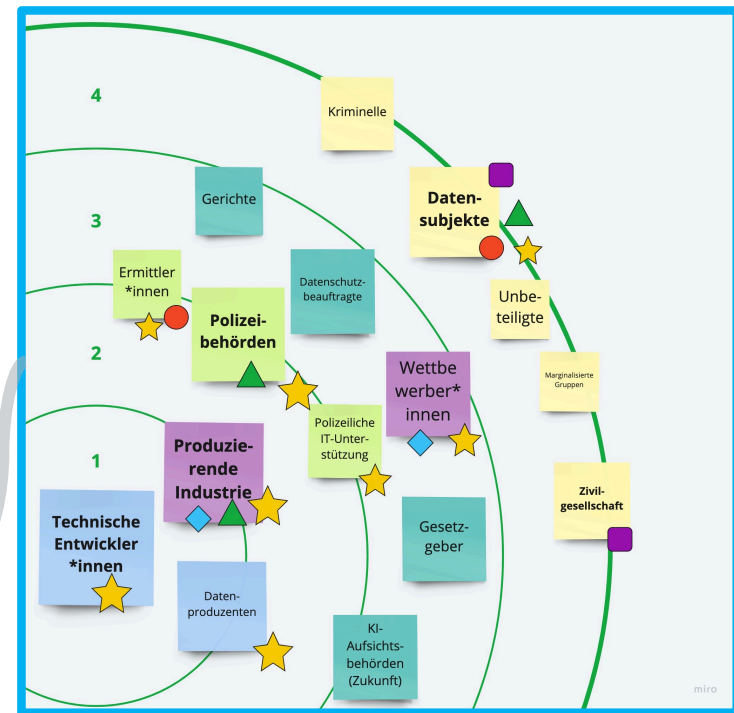 4
Kriminelle
3
Gerichte
Daten-
subjekte
Ermittler
*innen
Datenschutz-
beauftragte
Unbe-
teiligte
Polizei-
behörden
2
Wettbe
werber*
innen
Marginalisierte
Gruppen
Polizeiliche
IT-Unter-
stützung
1
Produzie-
rende
Industrie
Zivil-
gesellschaft
Technische
Entwickler
*innen
Gesetz-
geber
Daten-
produzenten
KI-
Aufsichts-
behörden
(Zukunft)
miro